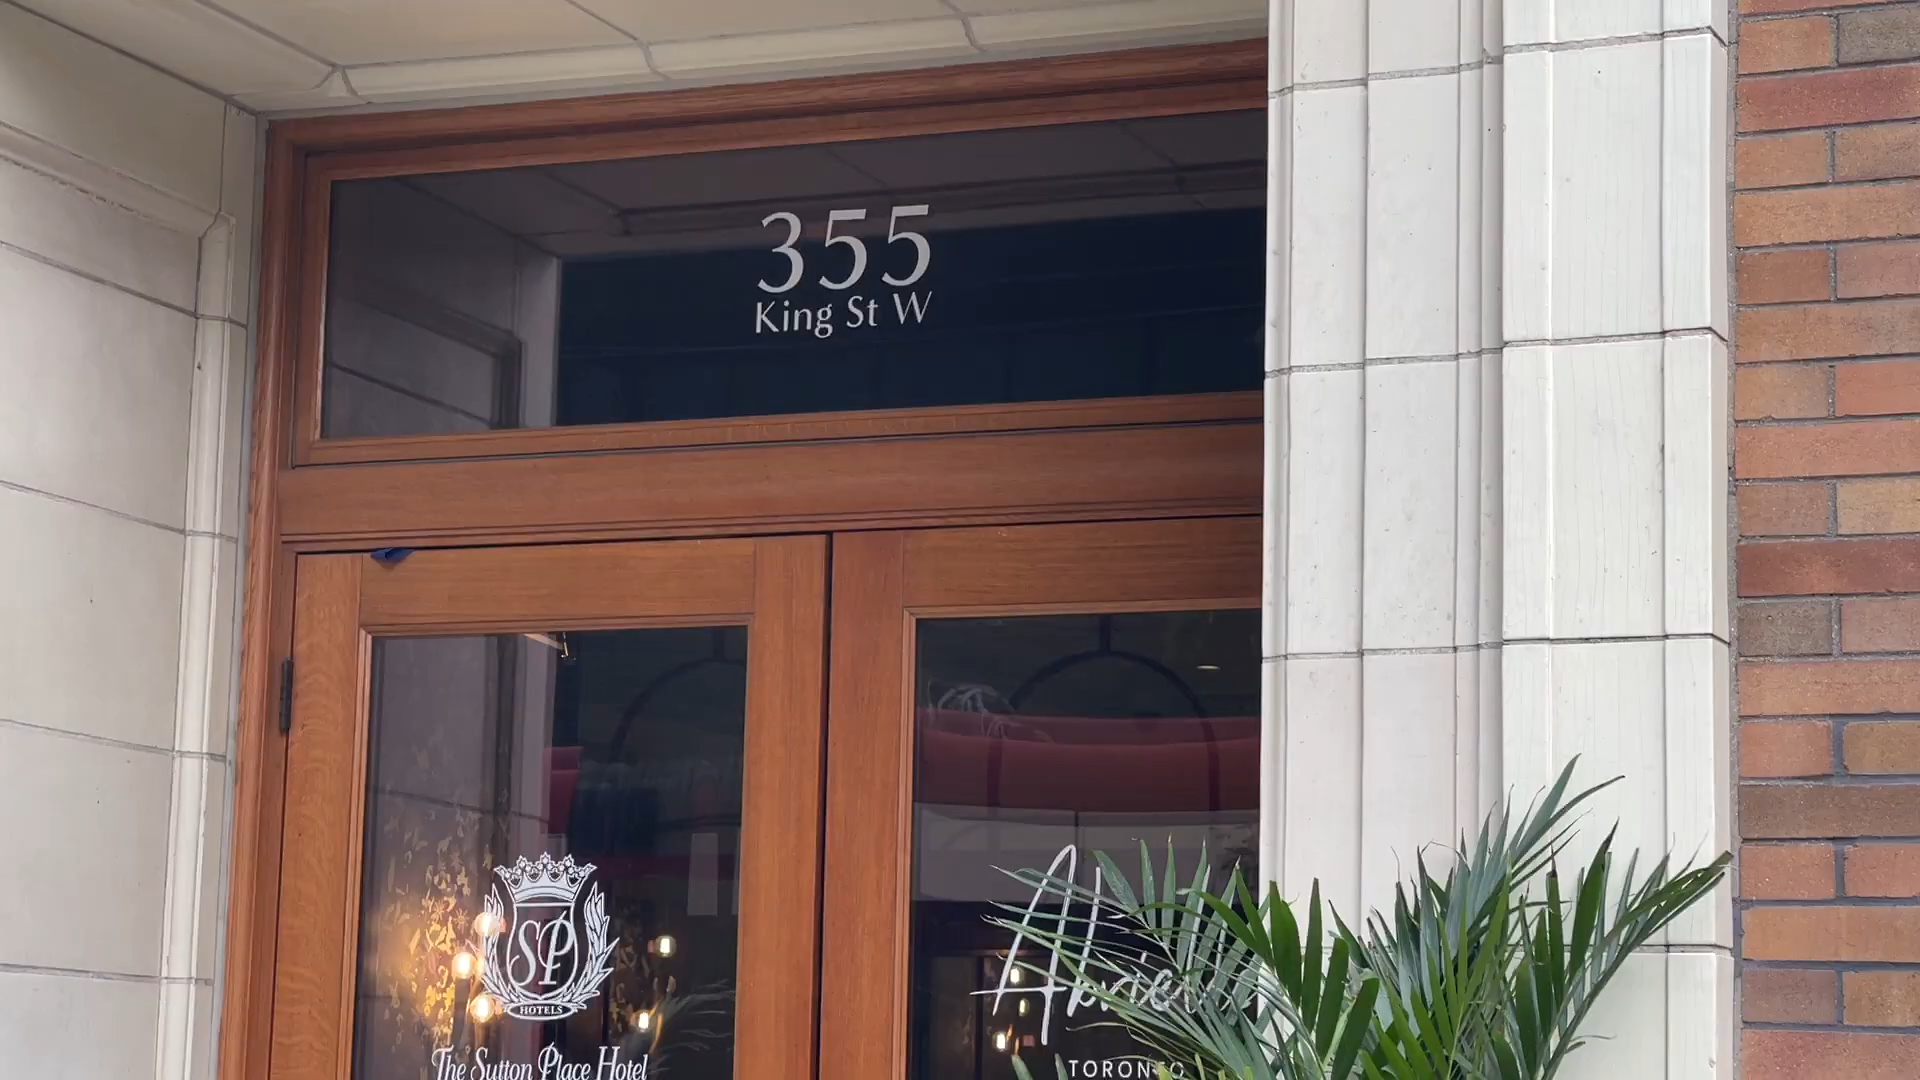 355
King St W
SP
HOTELS
The Sutton Place Hotel
TORONTO